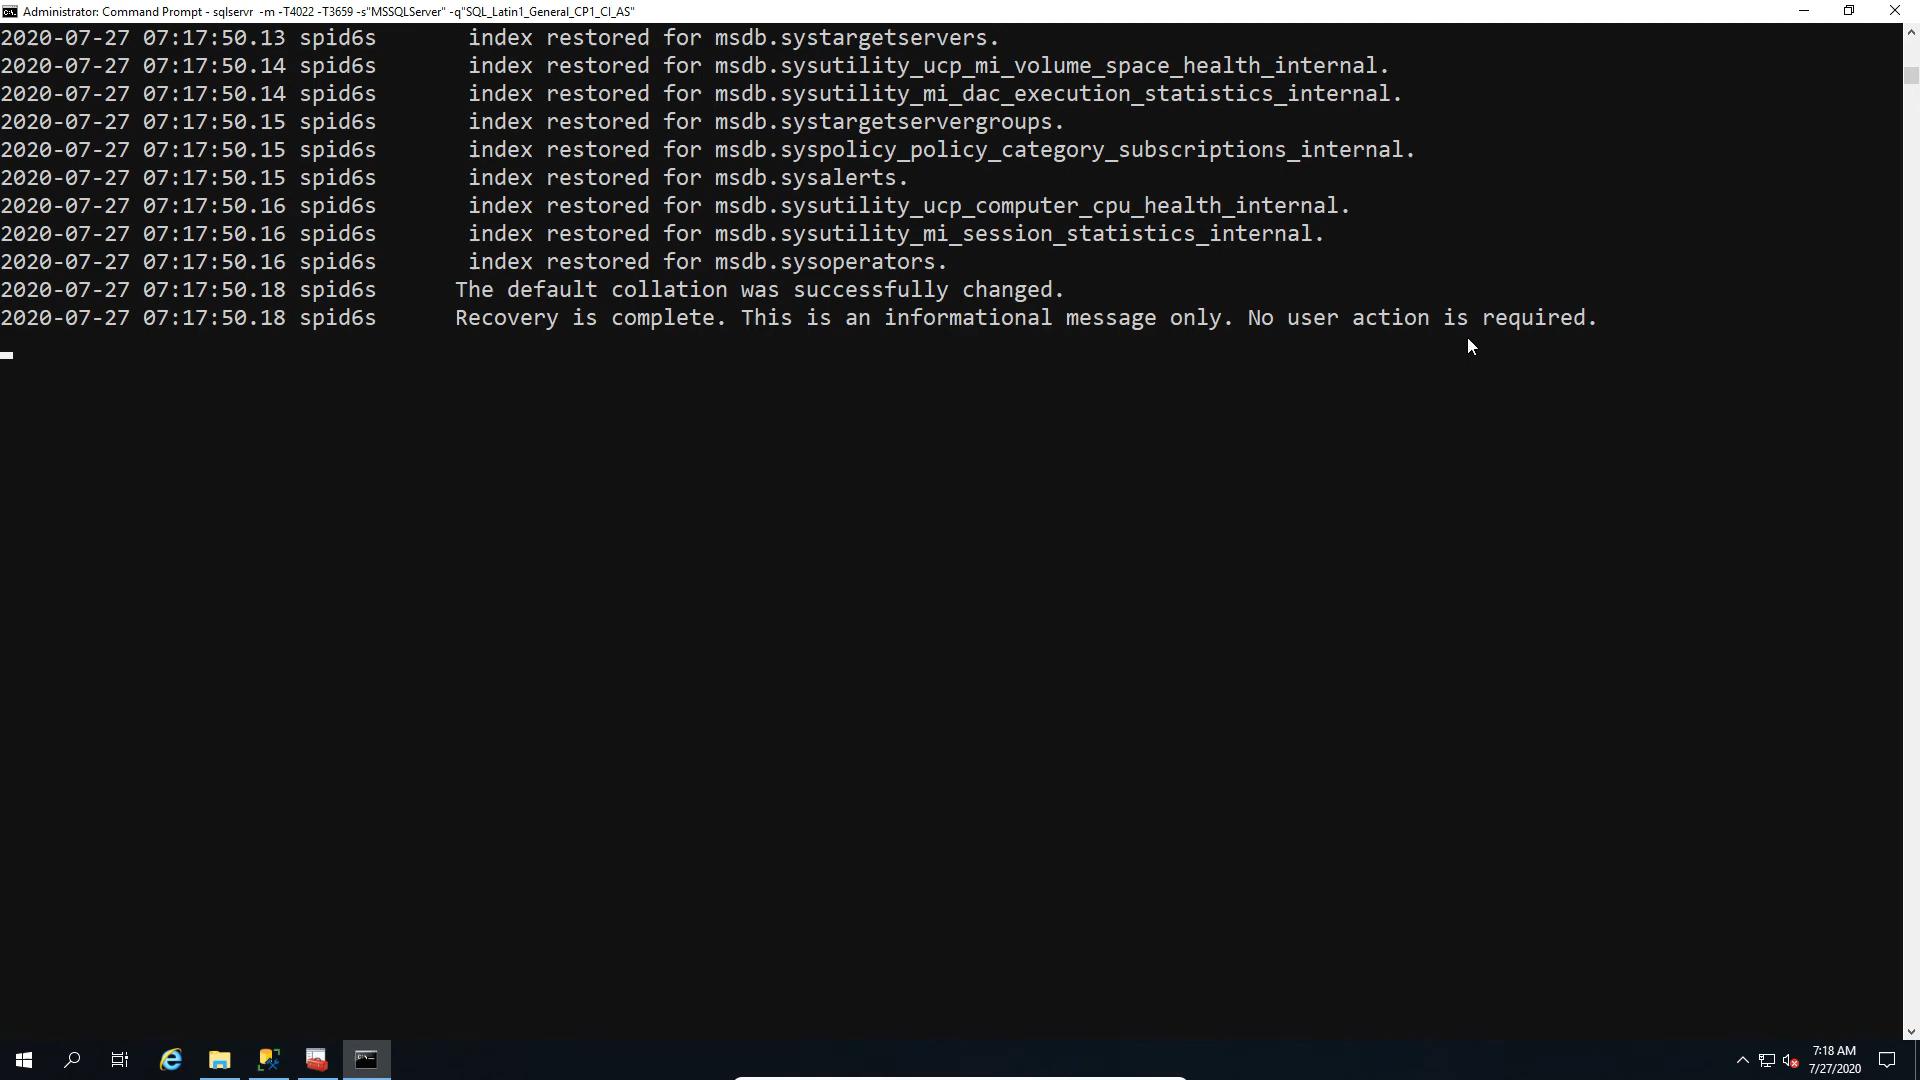 Administrator: Command Prompt - sqlservr  -m -T4022 -T3659 -s"MSSQLServer" -q"SQL_Latin1_General_CP1_CI_AS"
2020-07-27 07:17:50.13 spid6s       index restored for msdb.systargetservers.
2020-07-27 07:17:50.14 spid6s       index restored for msdb.sysutility_ucp_mi_volume_space_health_internal.
2020-07-27 07:17:50.14 spid6s       index restored for msdb.sysutility_mi_dac_execution_statistics_internal.
2020-07-27 07:17:50.15 spid6s       index restored for msdb.systargetservergroups.
2020-07-27 07:17:50.15 spid6s       index restored for msdb.syspolicy_policy_category_subscriptions_internal.
2020-07-27 07:17:50.15 spid6s       index restored for msdb.sysalerts.
2020-07-27 07:17:50.16 spid6s       index restored for msdb.sysutility_ucp_computer_cpu_health_internal.
2020-07-27 07:17:50.16 spid6s       index restored for msdb.sysutility_mi_session_statistics_internal.
2020-07-27 07:17:50.16 spid6s       index restored for msdb.sysoperators.
2020-07-27 07:17:50.18 spid6s      The default collation was successfully changed.
2020-07-27 07:17:50.18 spid6s      Recovery is complete. This is an informational message only. No user action is required.
7:18 AM
7/27/2020